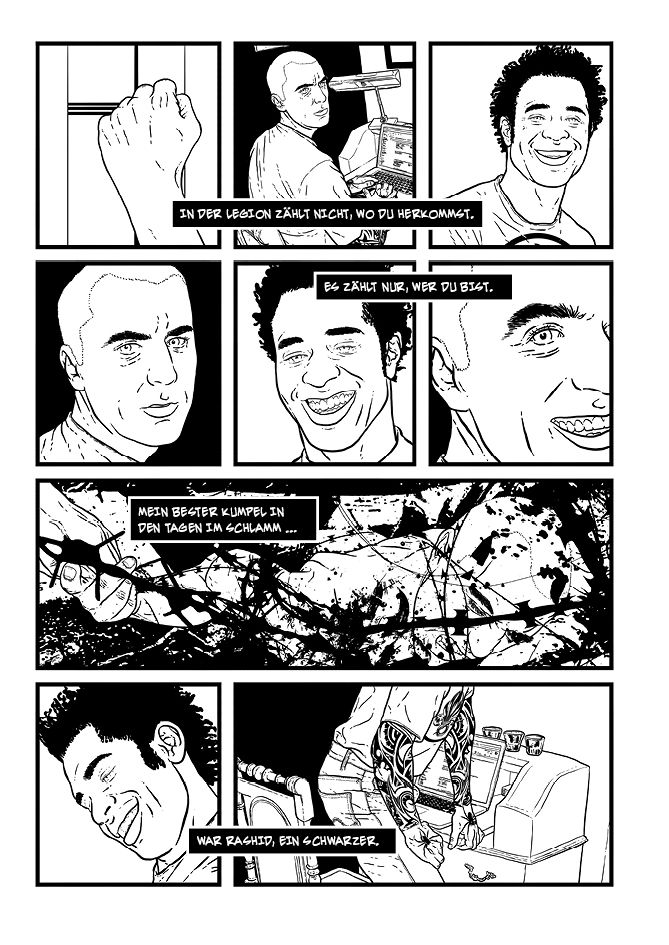 IN DER LEGION ZÄHLT NICHT, WO DU HERKOMMST.
ES ZÄHLT NUR, WER DU BIST.
MEIN BESTER KUMPEL IN
DEN TAGEN IM SCHLAMM ...
WAR RASHID, EIN SCHWARZER.